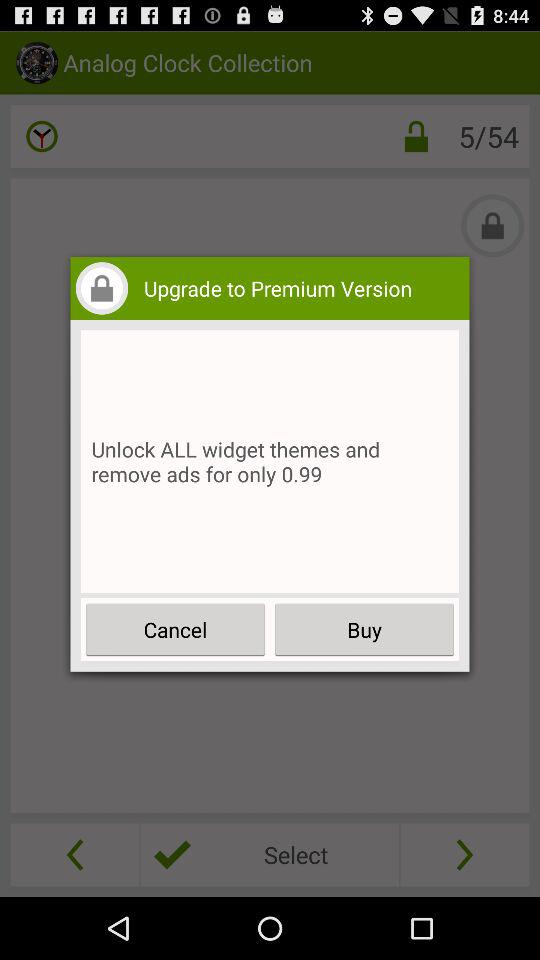 8:44
Analog Clock Collection
5/54
Upgrade to Premium Version
Unlock ALL widget themes and
remove ads for only 0.99
Cancel
Buy
Select